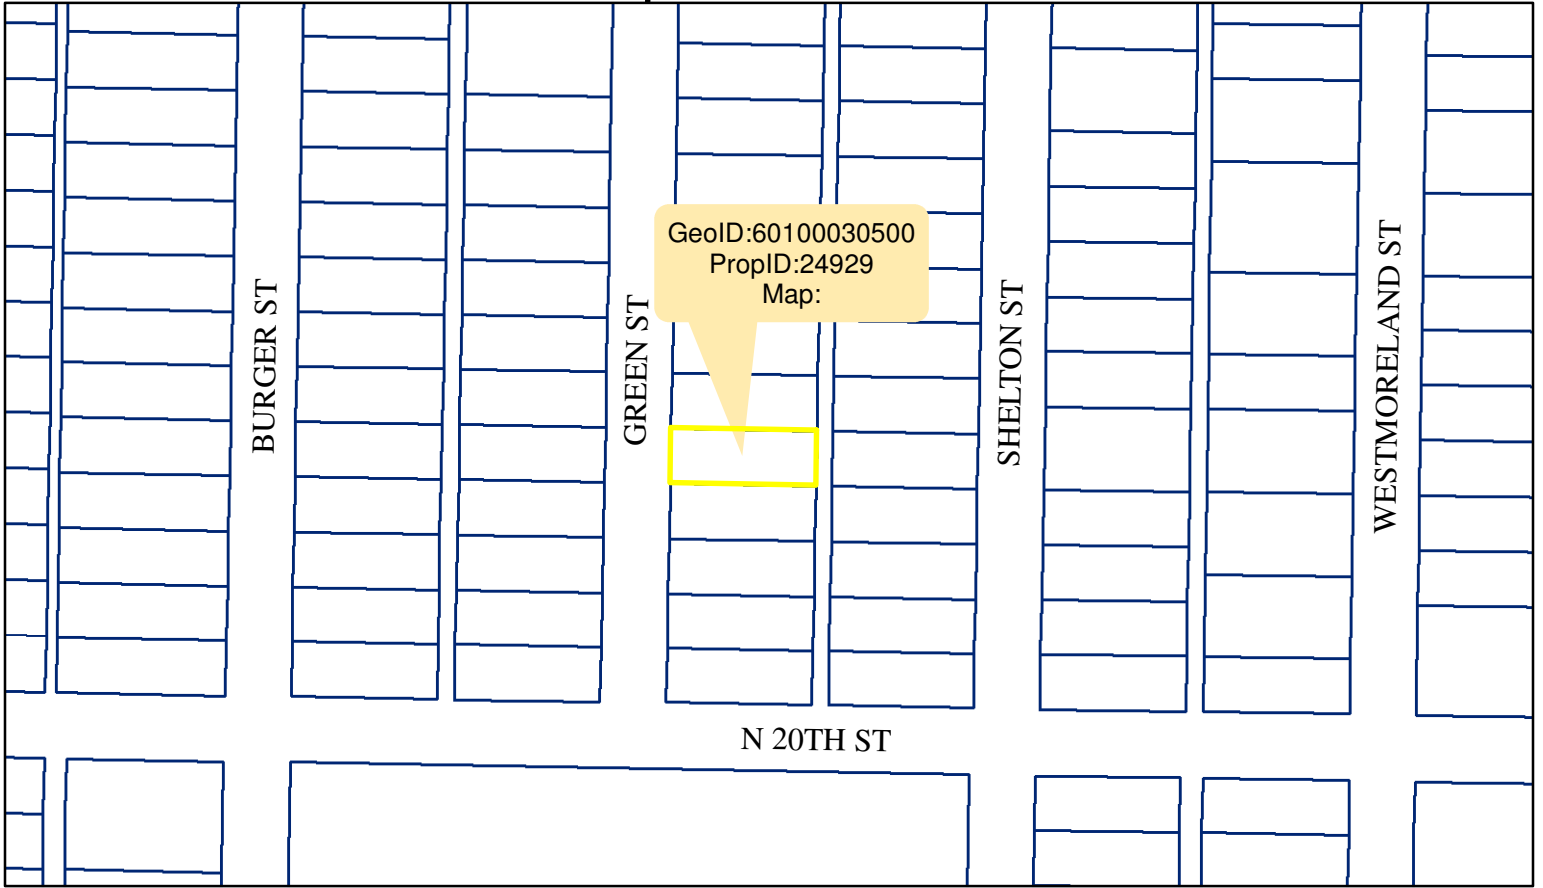 GeoID:60100030500
PropID:24929
Map:
BURGER ST
GREEN ST
SHELTON ST
WESTMORELAND ST
N 20TH ST